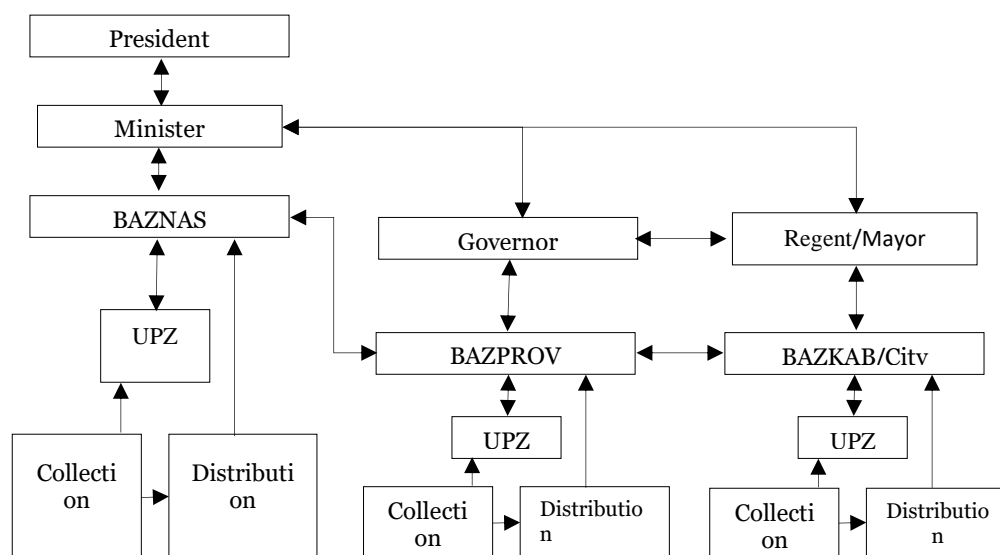 President
Minister
BAZNAS
Governor
Regent/Mayor
UPZ
BAZPROV
BAZKAB/Citv
UPZ
UPZ
Collecti
on
Distributi
on
Collecti
on
Distributio
n
Collecti
on
Distributio
n